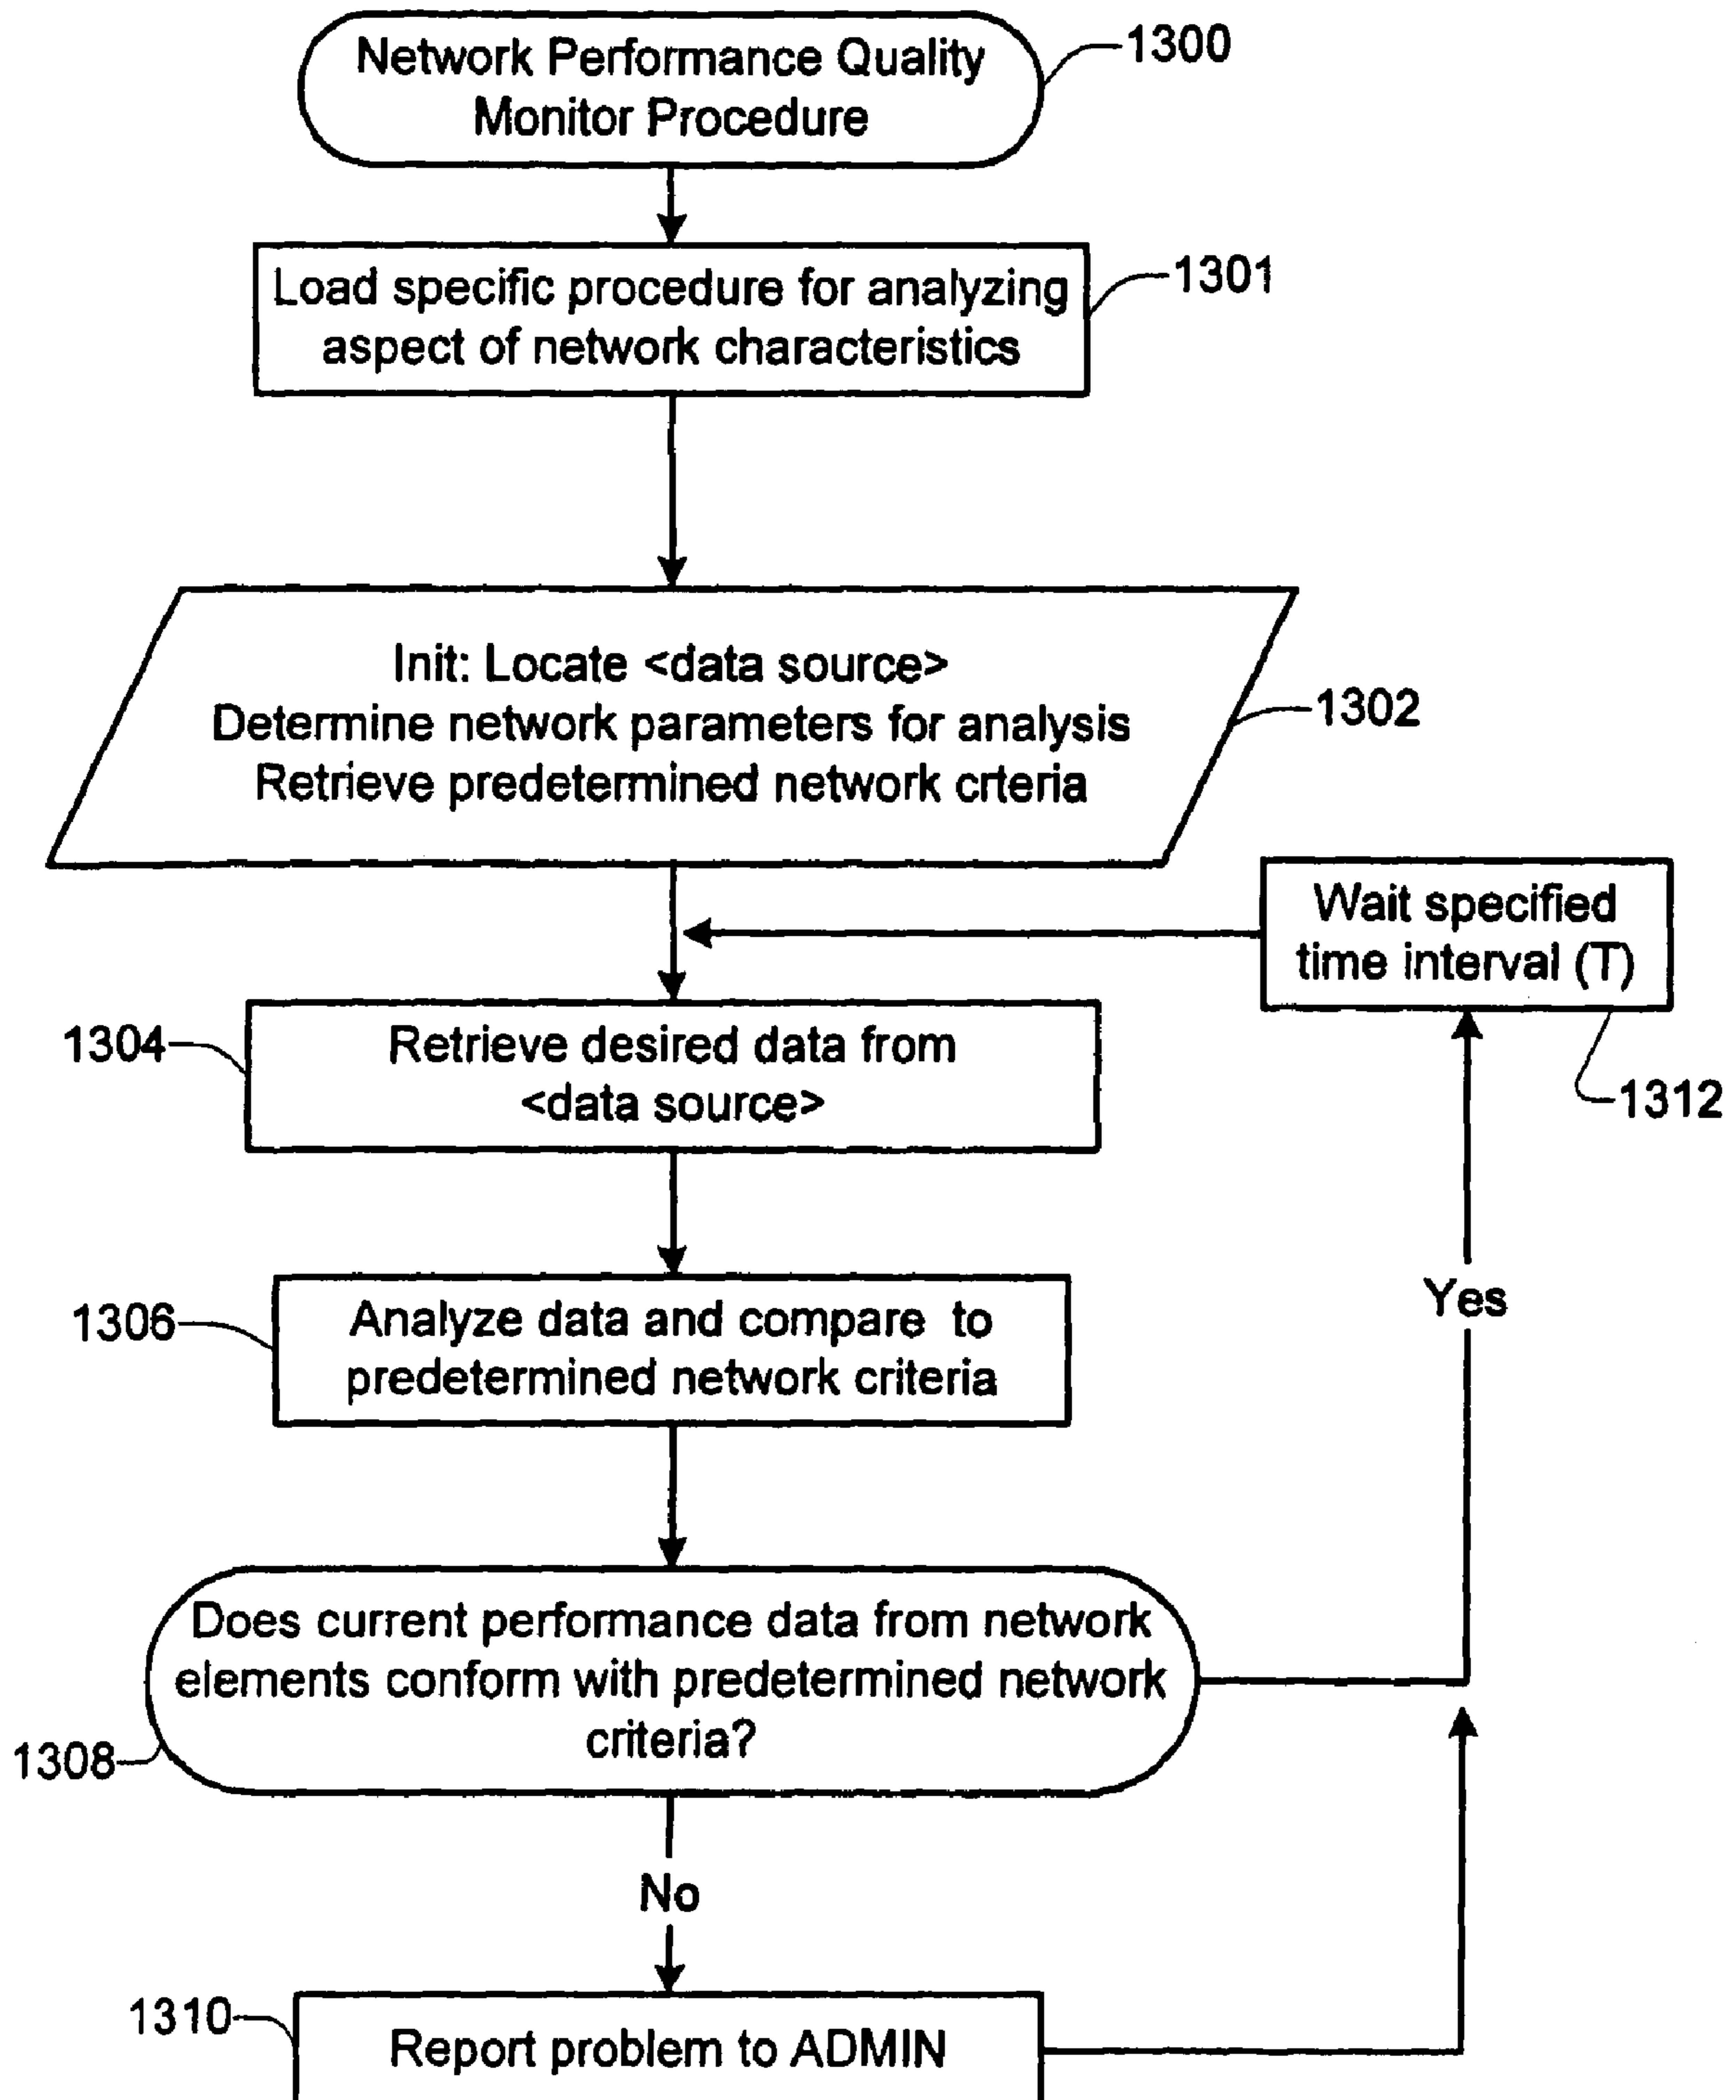 Network Performance Quality
Monitor Procedure
1300
Load specific procedure for analyzing
aspect of network characteristics
1301
Init: Locate <data source>
Determine network parameters for analysis
Retrieve predetermined network crteria
1302
Wait specified
time interval (T)
1312
Retrieve desired data from
<data source>
1304
Analyze data and compare to
predetermined network criteria
1306
Yes
Does current performance data from network
elements conform with predetermined network
criteria?
1308
No
Report problem to ADMIN
1310